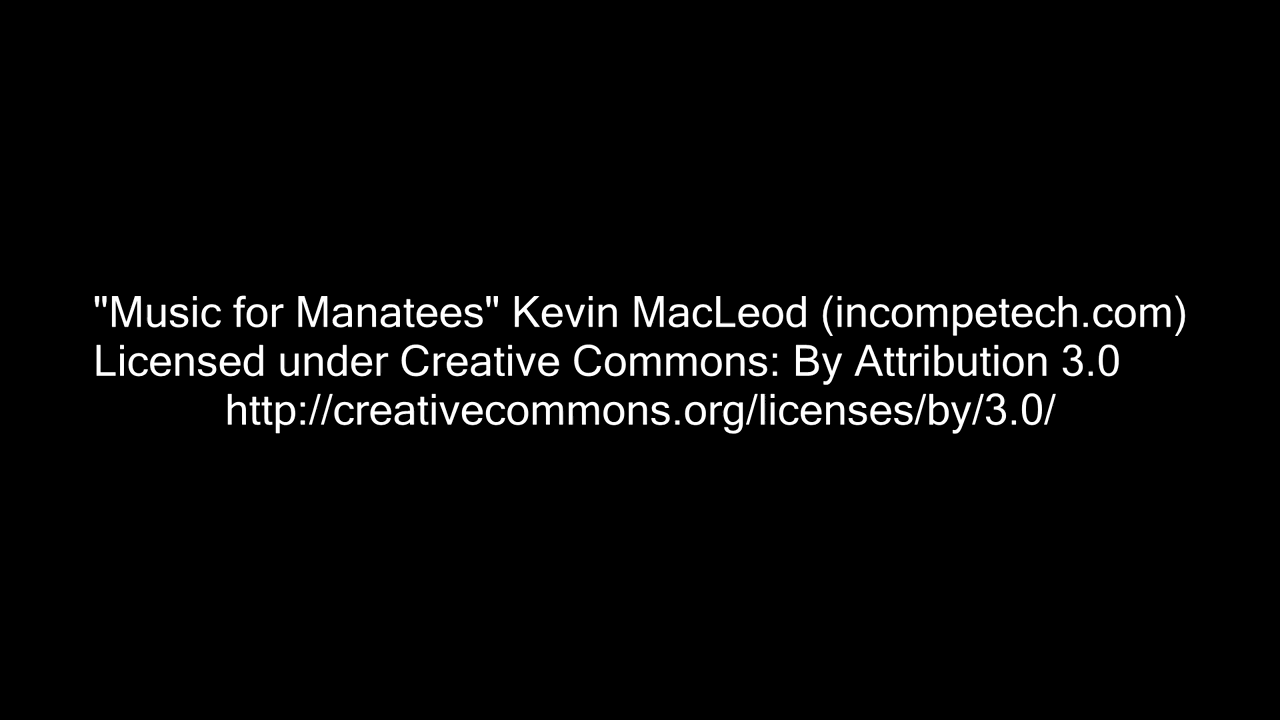 "Music for Manatees" Kevin MacLeod (incompetech.com)
Licensed under Creative Commons: By Attribution 3.0
http://creativecommons.org/licenses/by/3.0/